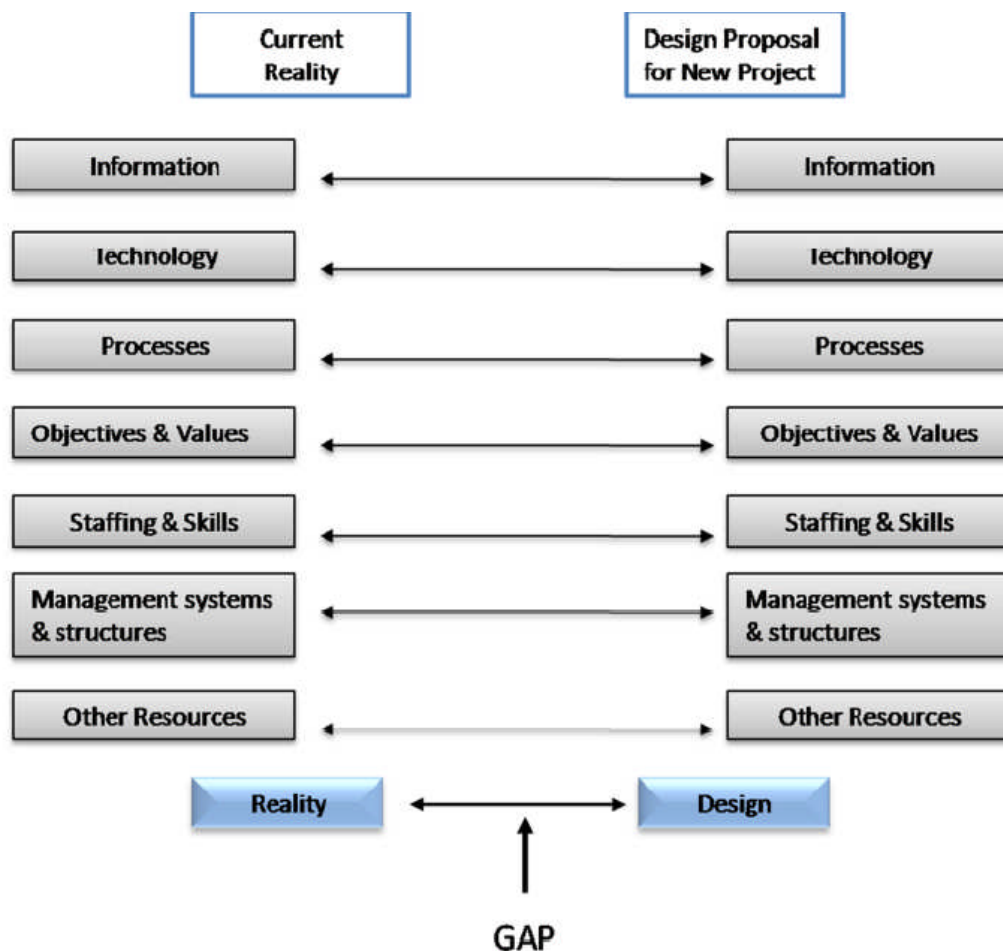 Current
Reality
Design Proposal
for New Project
Information
Information
Technology
Technology
Processes
Processes
Objectives & Values
Objectives & Values
Staffing & Skills
Staffing & Skills
Management systems
& structures
Management systems
& structures
Other Resources
Other Resources
Reality
Design
GAP